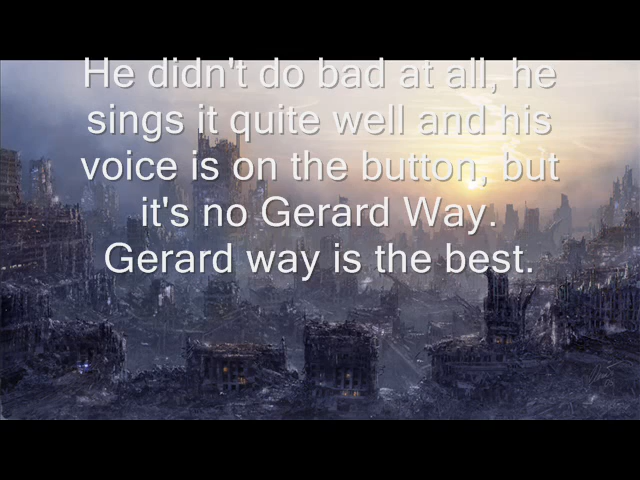 He didn't do bad at all, he
sings it quite well and his
voice is on the button, but
it's no Gerard Way.
Gerard way is the best.